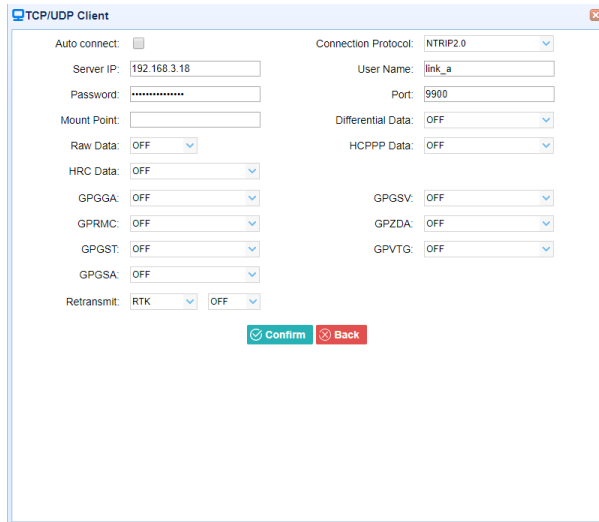 TCP/UDP Client
Auto connect: Connection Protocol: NTRIP2.0
Server IP: 192.168.3.18 User Name: link_a
Password: ••••••••••••••• Port: 9900
Mount Point: Differential Data: OFF
Raw Data: OFF HCPPP Data: OFF
HRC Data: OFF
GPGGA: OFF GPGSV: OFF
GPRMC: OFF GPZDA: OFF
GPGST: OFF GPVTG: OFF
GPGSA: OFF
Retransmit: RTK OFF
Confirm Back